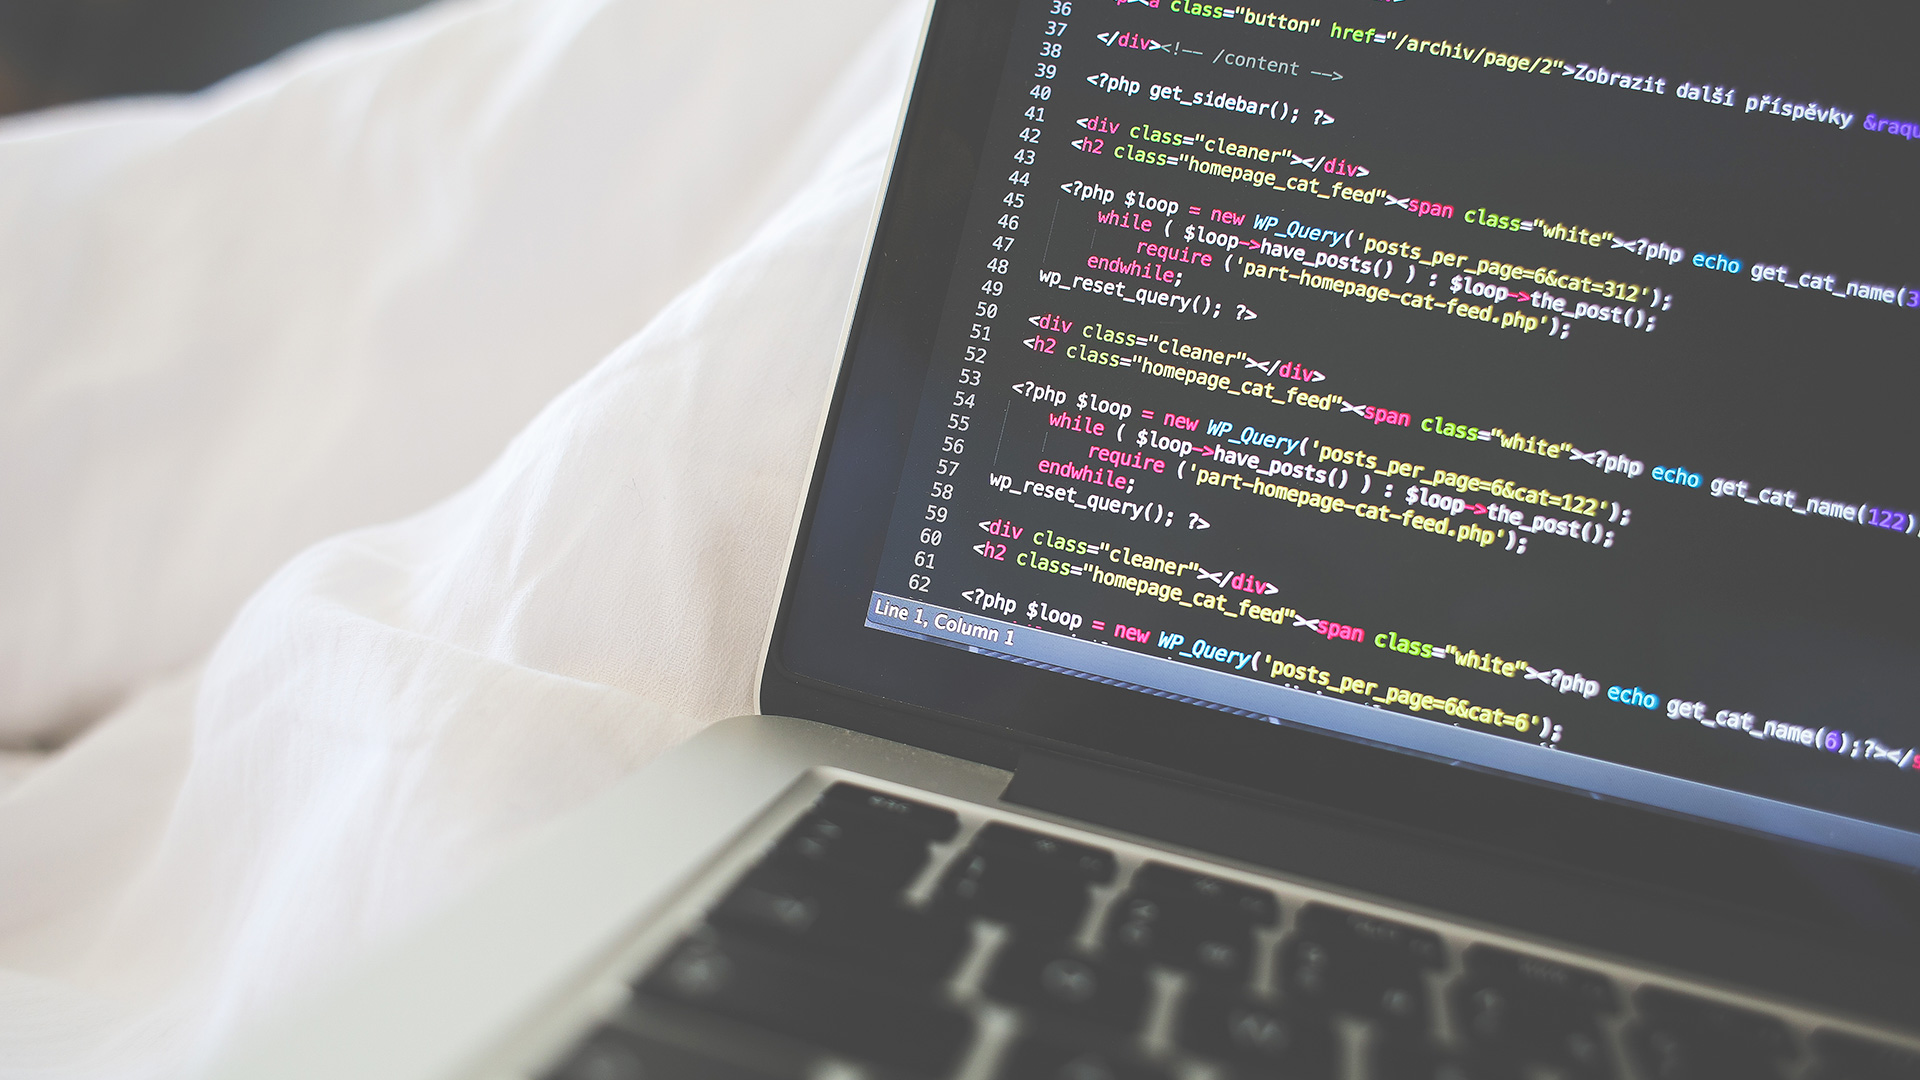 36 p><a class="button" href="/archiv/page/2">Zobrazit další příspěvky &raqu
37 </div><!-- /content -->
38
39 <?php get_sidebar(); ?>
40
41 <div class="cleaner"></div>
42 <h2 class="homepage_cat_feed"><span class="white"><?php echo get_cat_name(3
43
44 <?php $loop = new WP_Query('posts_per_page=6&cat=312');
45 while ( $loop->have_posts() ) : $loop->the_post();
46 require ('part-homepage-cat-feed.php');
47 endwhile;
48 wp_reset_query(); ?>
49
50 <div class="cleaner"></div>
51 <h2 class="homepage_cat_feed"><span class="white"><?php echo get_cat_name(122);
52
53 <?php $loop = new WP_Query('posts_per_page=6&cat=122');
54 while ( $loop->have_posts() ) : $loop->the_post();
55 require ('part-homepage-cat-feed.php');
56 endwhile;
57 wp_reset_query(); ?>
58
59 <div class="cleaner"></div>
60 <h2 class="homepage_cat_feed"><span class="white"><?php echo get_cat_name(6);?></s
61
62 <?php $loop = new WP_Query('posts_per_page=6&cat=6');
Line 1, Column 1